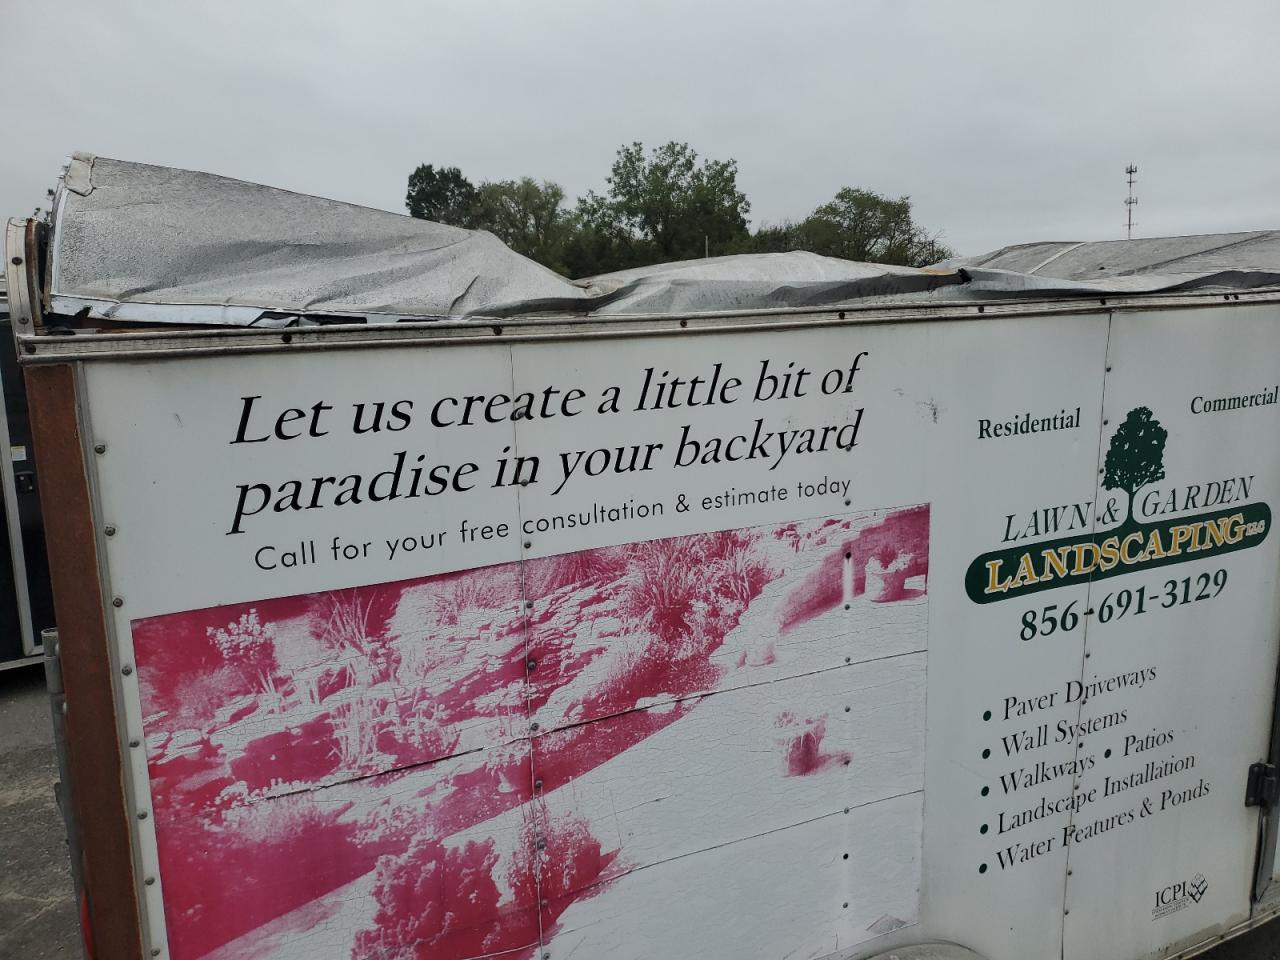 Let us create a little bit of
paradise in your backyard
Call for your free consultation & estimate today
Residential
Commercial
LAWN & GARDEN
LANDSCAPING LLC
856-691-3129
• Paver Driveways
• Wall Systems
• Walkways • Patios
• Landscape Installation
• Water Features & Ponds
ICPI